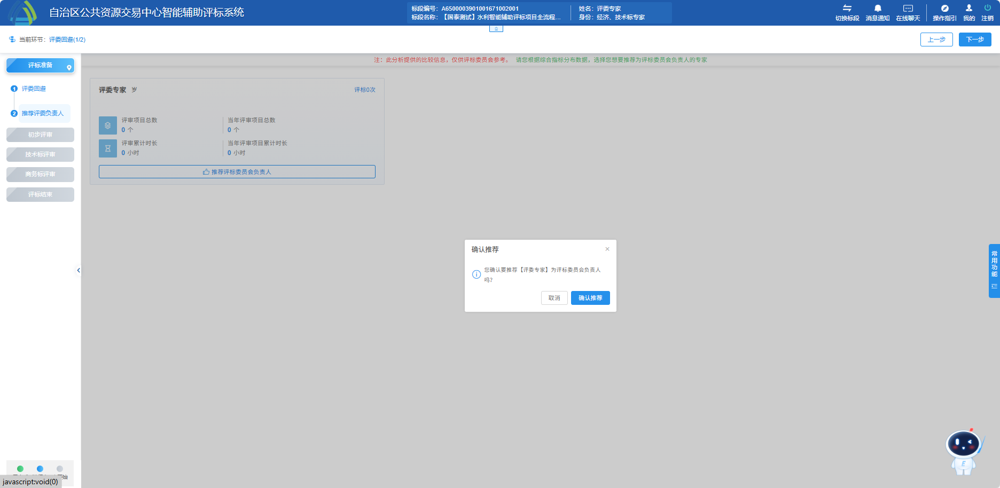 自治区公共资源交易中心智能辅助评标系统
标段编号：A6500003901001671002001
标段名称：【国泰测试】水利智能辅助评标项目全流程...
姓名：评委专家
身份：经济、技术标专家
切换标段
消息通知
在线聊天
操作指引
我的
注销
当前环节：评委回避(1/2)
上一步
下一步
评标准备
1 评委回避
2 推荐评委负责人
初步评审
技术标评审
商务标评审
评标结束
注：此分析提供的比较信息，仅供评标委员会参考。 请您根据综合指标分布数据，选择您想要推荐为评标委员会负责人的专家
评委专家 岁
评标0次
评审项目总数
0 个
当年评审项目总数
0 个
评审累计时长
0 小时
当年评审项目累计时长
0 小时
推荐评标委员会负责人
确认推荐
您确认要推荐【评委专家】为评标委员会负责人
吗？
取消
确认推荐
常用功能
E
始
javascript:void(0)